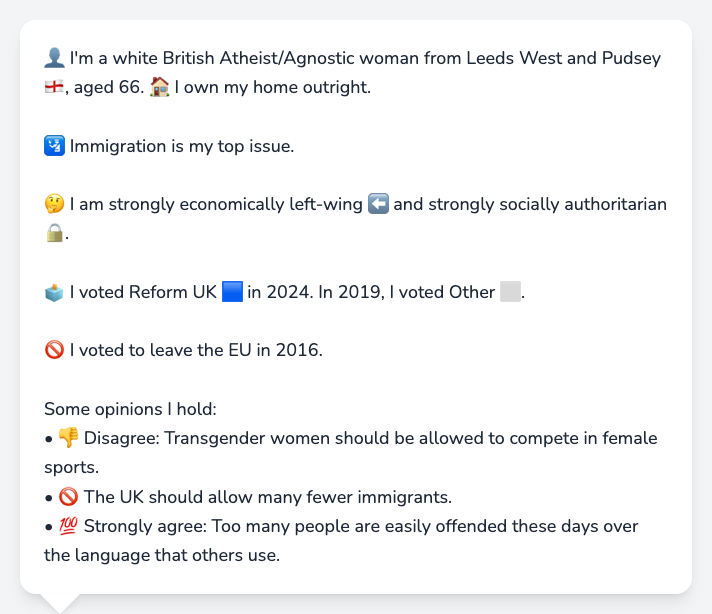 👤 I'm a white British Atheist/Agnostic woman from Leeds West and Pudsey
🏴󠁧󠁢󠁥󠁮󠁧󠁿, aged 66. 🏠 I own my home outright.
🛂 Immigration is my top issue.
🤔 I am strongly economically left-wing ⬅️ and strongly socially authoritarian
🔒.
🗳️ I voted Reform UK 🟦 in 2024. In 2019, I voted Other ⬜.
🚫 I voted to leave the EU in 2016.
Some opinions I hold:
• 👎 Disagree: Transgender women should be allowed to compete in female
sports.
• 🚫 The UK should allow many fewer immigrants.
• 💯 Strongly agree: Too many people are easily offended these days over
the language that others use.